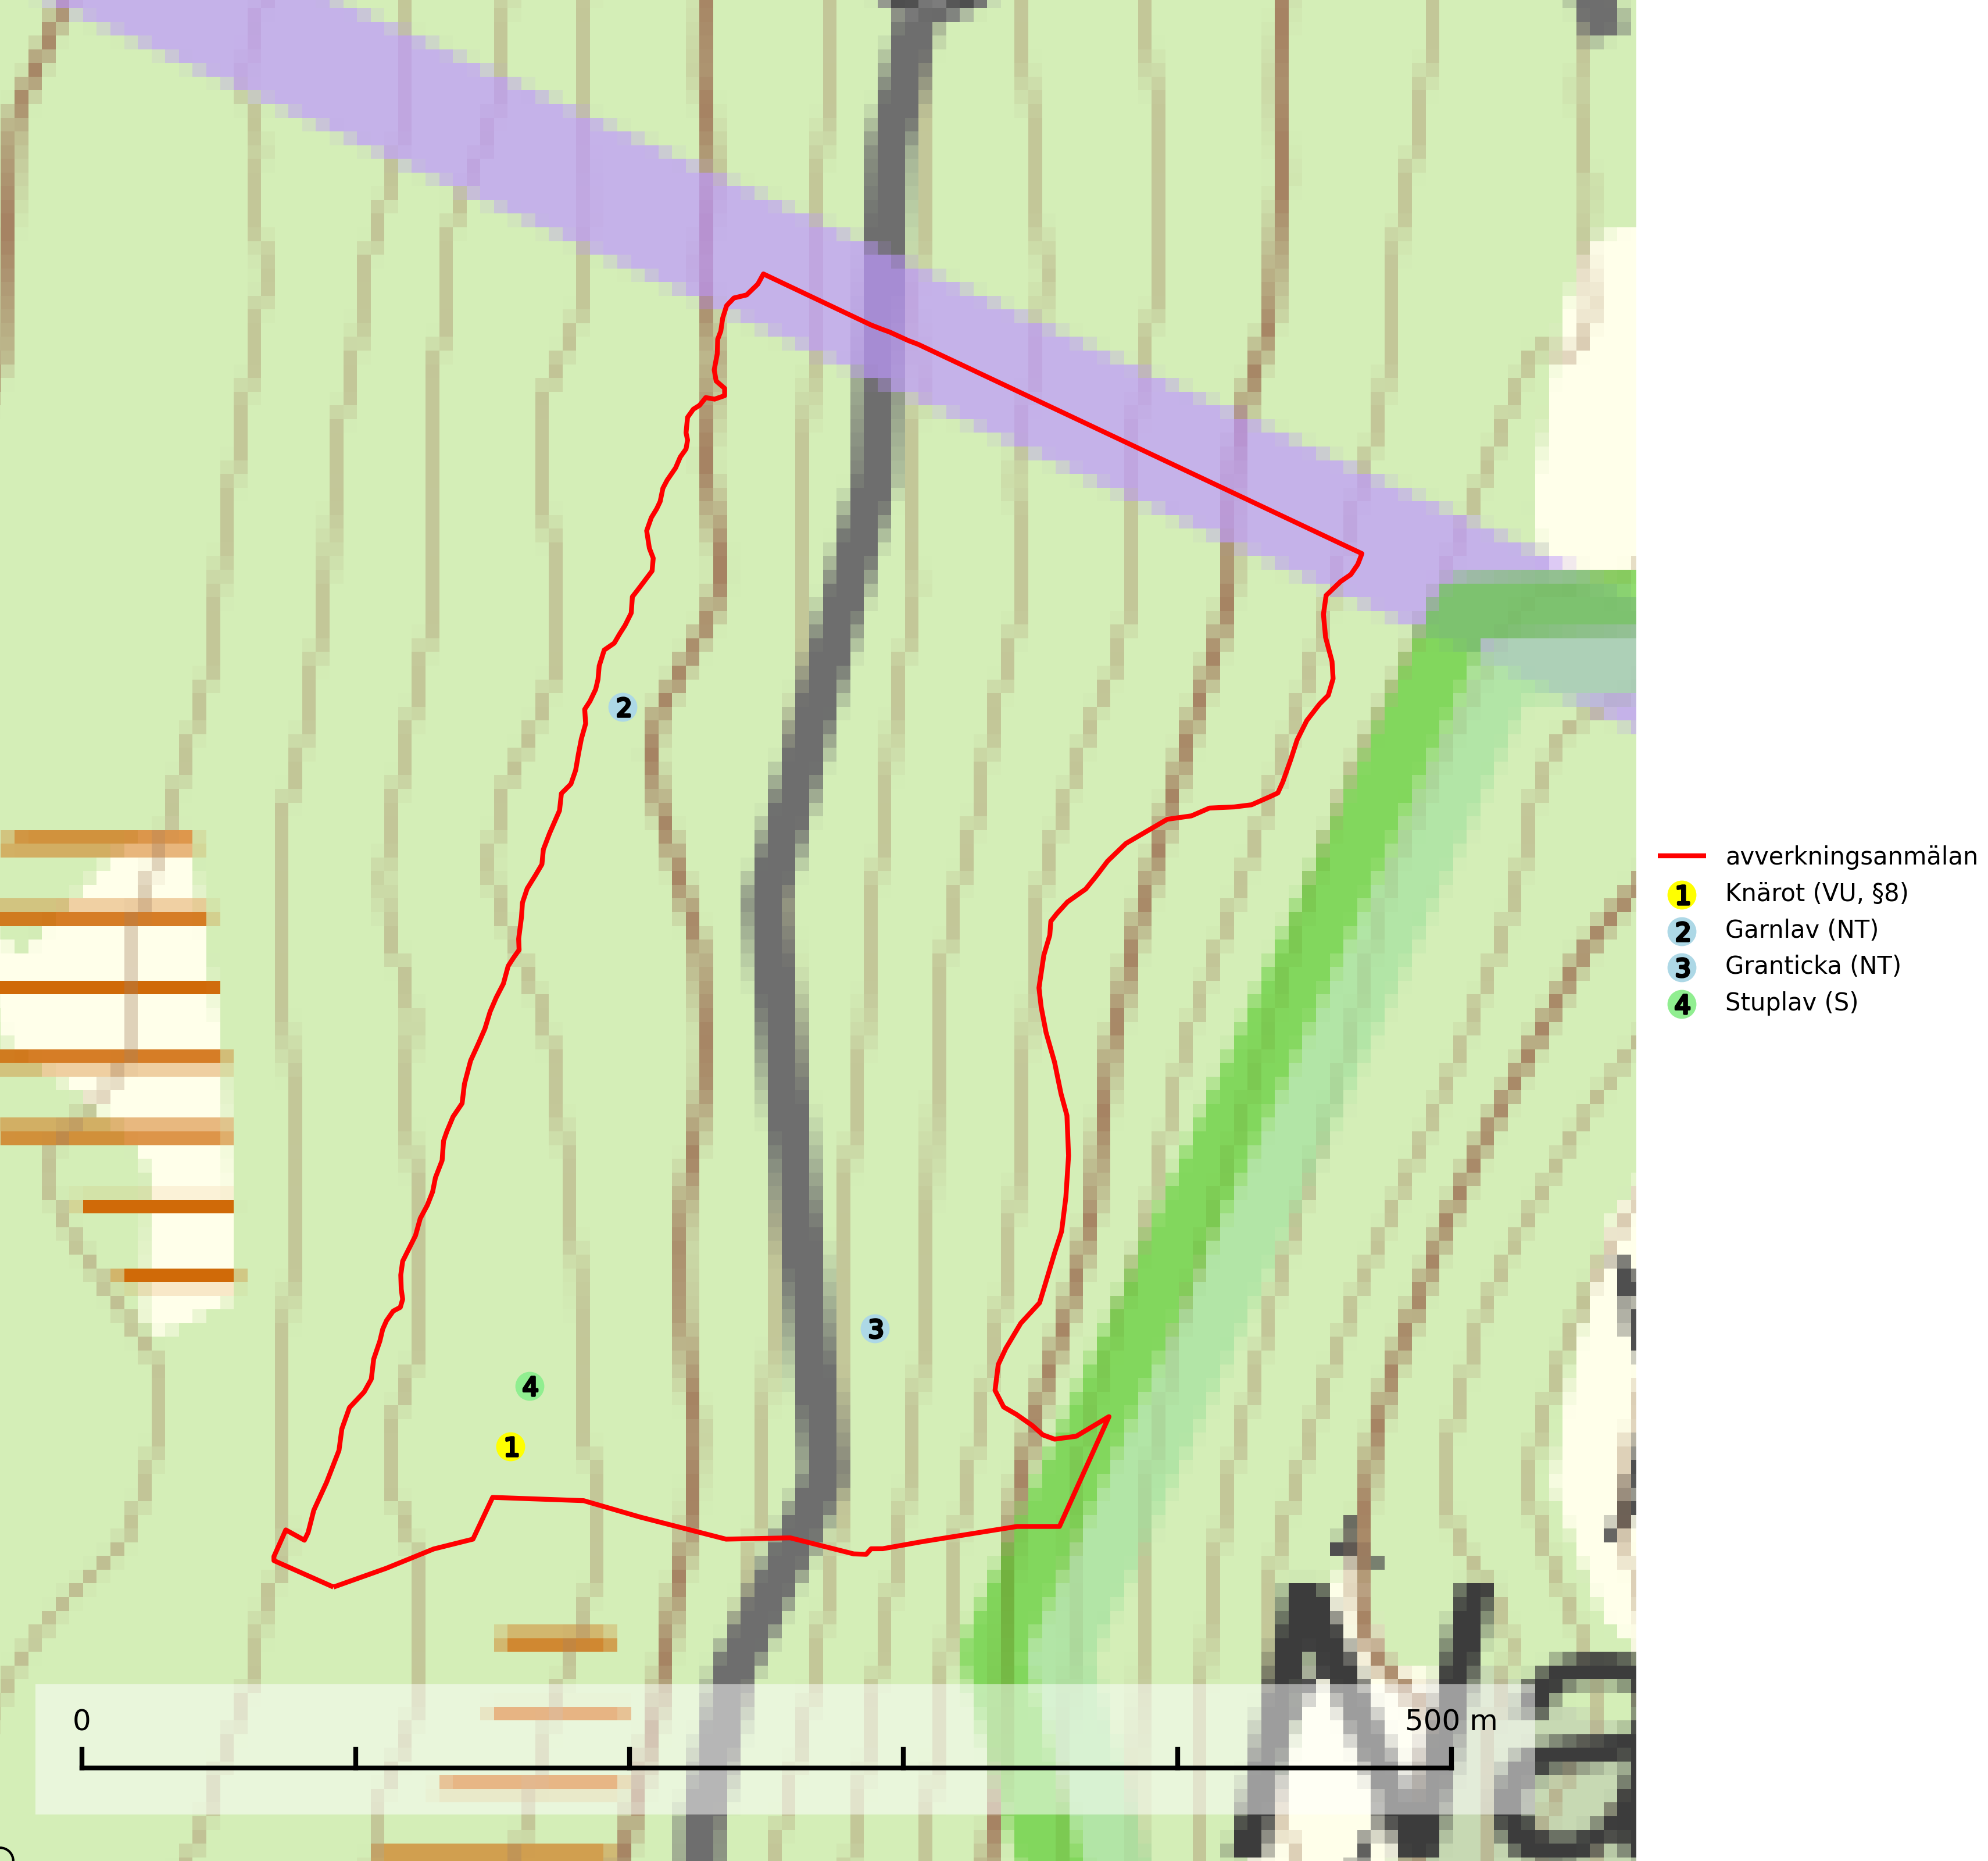 2
3
4
1
0
500 m
avverkningsanmälan
1 Knärot (VU, §8)
2 Garnlav (NT)
3 Granticka (NT)
4 Stuplav (S)